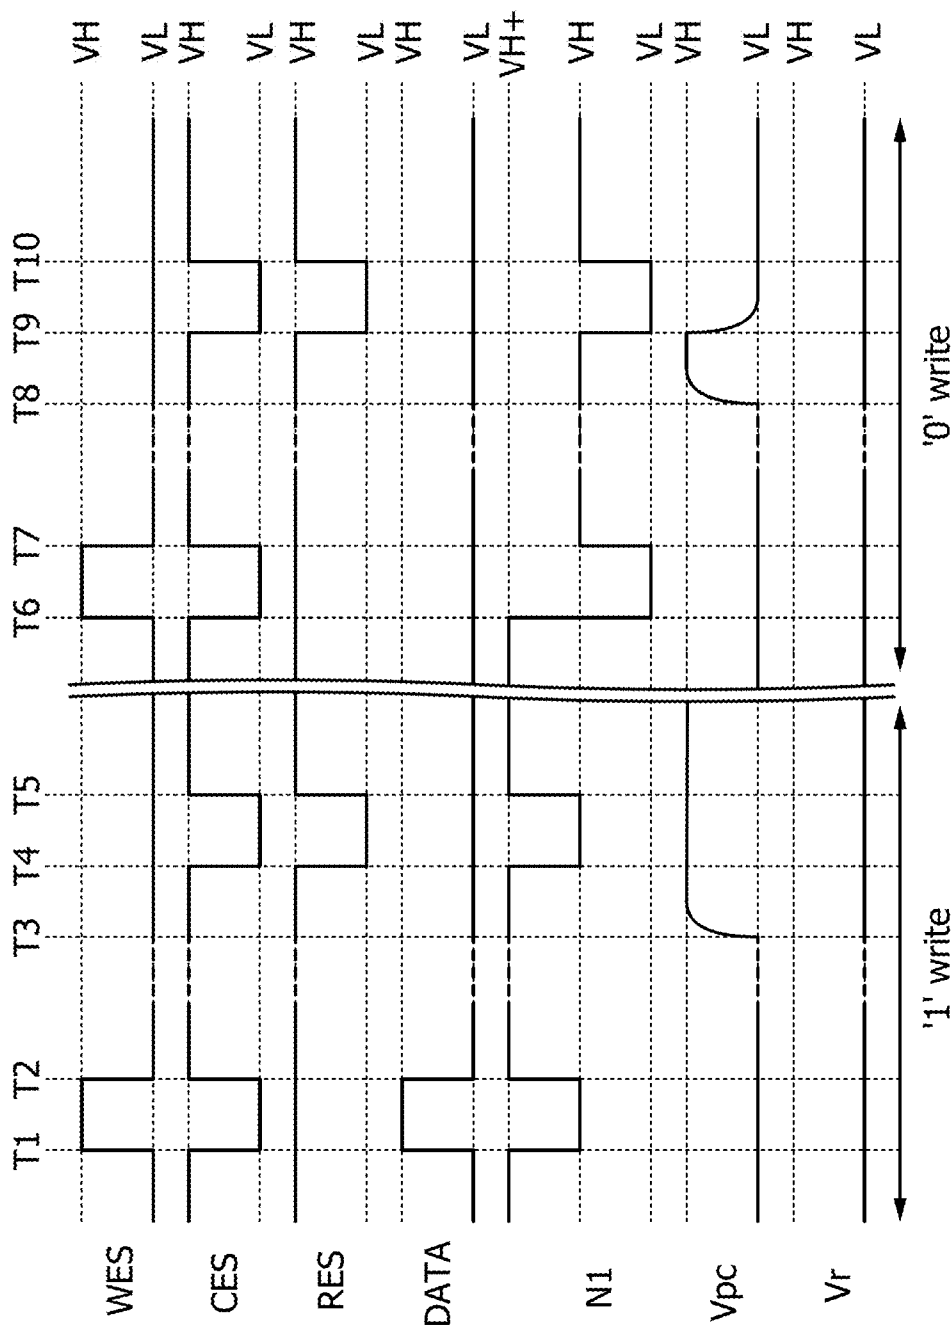 T1 T2 T3 T4 T5 T6 T7 T8 T9 T10
WES VH
VL
CES VH
VL
RES VH
VL
DATA VH
VL
N1 VH+
VH
VL
Vpc VH
VL
Vr VH
VL
'1' write '0' write